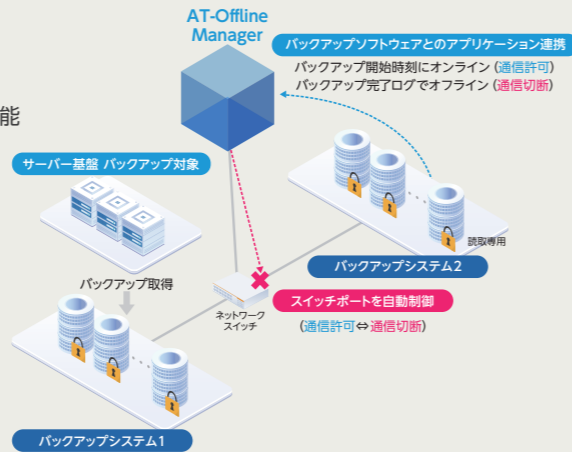 AT-Offline
Manager
バックアップソフトウェアとのアプリケーション連携
バックアップ開始時刻にオンライン（通信許可）
バックアップ完了ログでオフライン（通信切断）
能
サーバー基盤 バックアップ対象
読取専用
バックアップシステム2
バックアップ取得
ネットワーク
スイッチ
スイッチポートを自動制御
（通信許可⇔通信切断）
バックアップシステム1